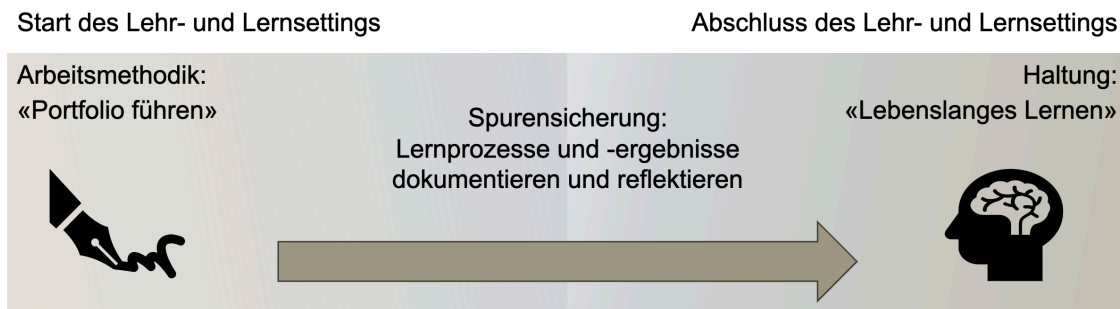 Start des Lehr- und Lernsettings
Abschluss des Lehr- und Lernsettings
Arbeitsmethodik:
«Portfolio führen»
Spurensicherung:
Lernprozesse und -ergebnisse
dokumentieren und reflektieren
Haltung:
«Lebenslanges Lernen»